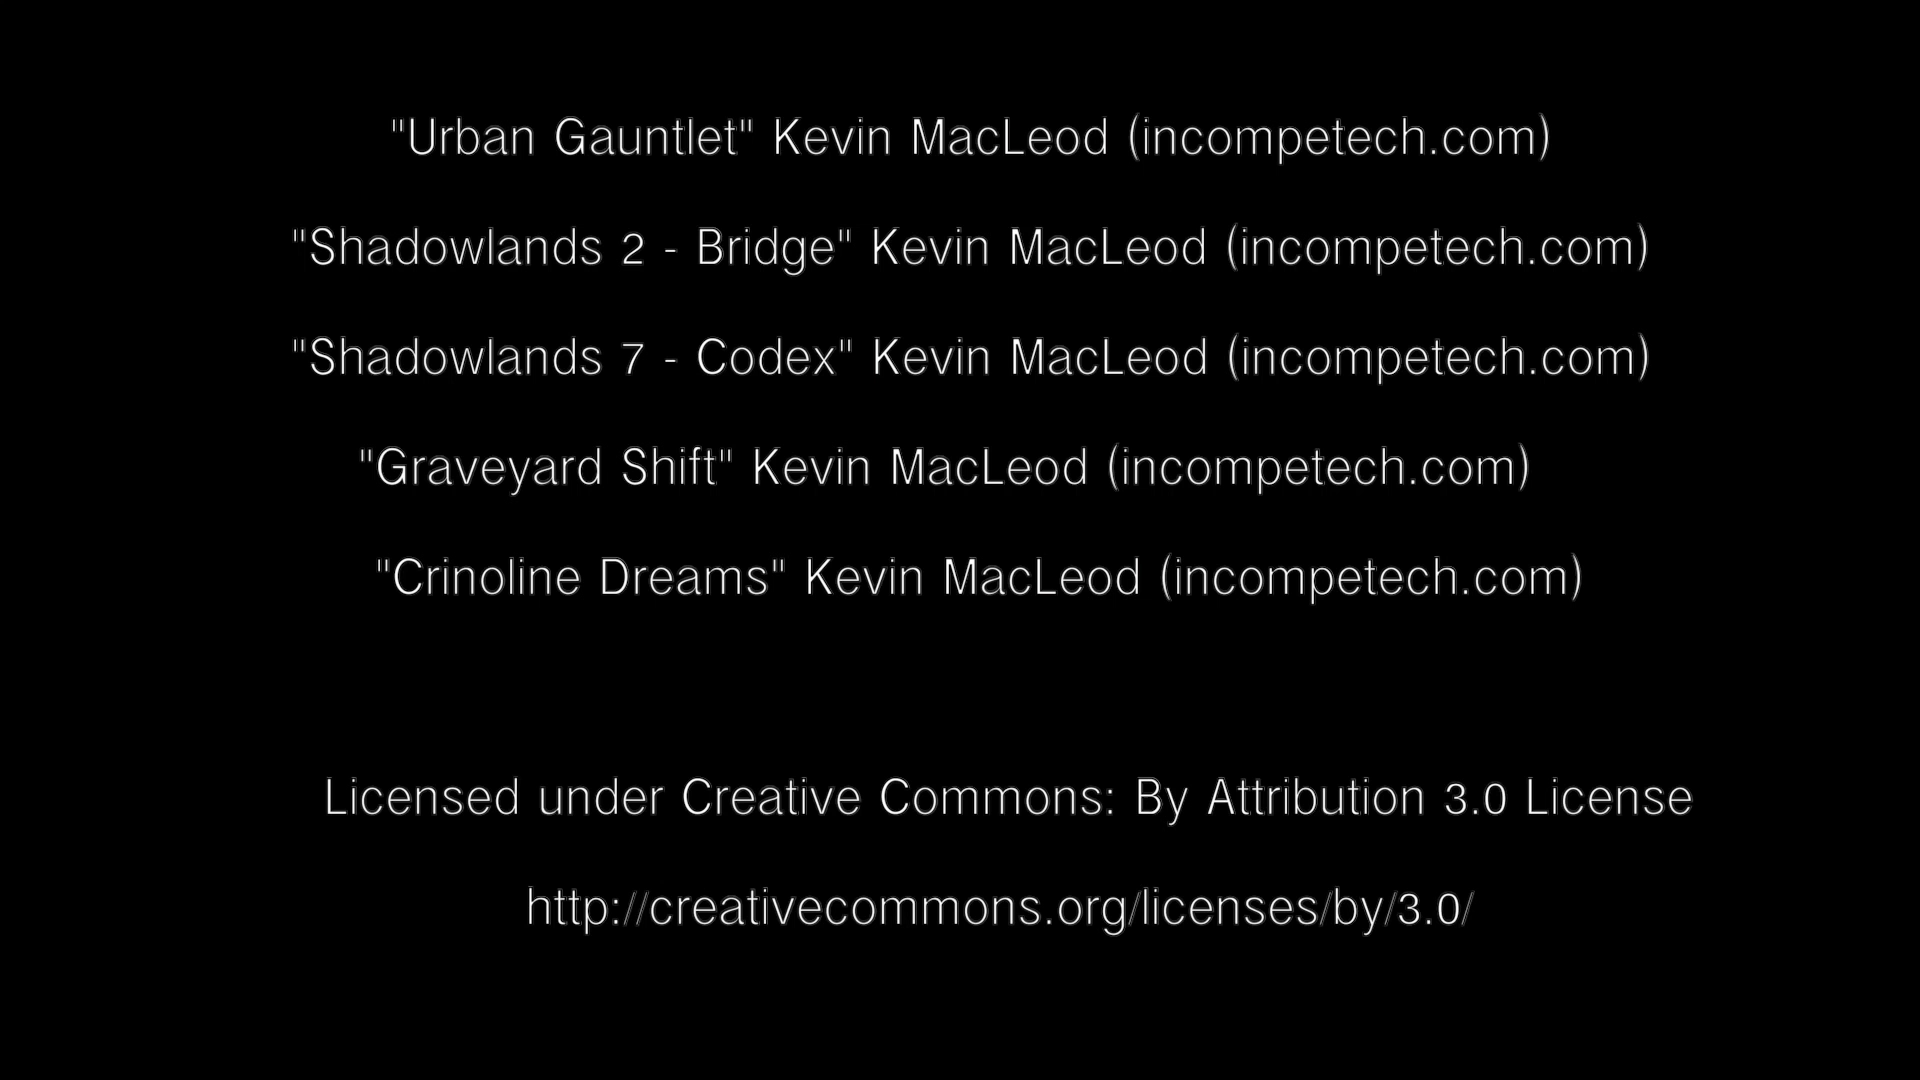 "Urban Gauntlet" Kevin MacLeod (incompetech.com)
"Shadowlands 2 - Bridge" Kevin MacLeod (incompetech.com)
"Shadowlands 7 - Codex" Kevin MacLeod (incompetech.com)
"Graveyard Shift" Kevin MacLeod (incompetech.com)
"Crinoline Dreams" Kevin MacLeod (incompetech.com)
Licensed under Creative Commons: By Attribution 3.0 License
http://creativecommons.org/licenses/by/3.0/